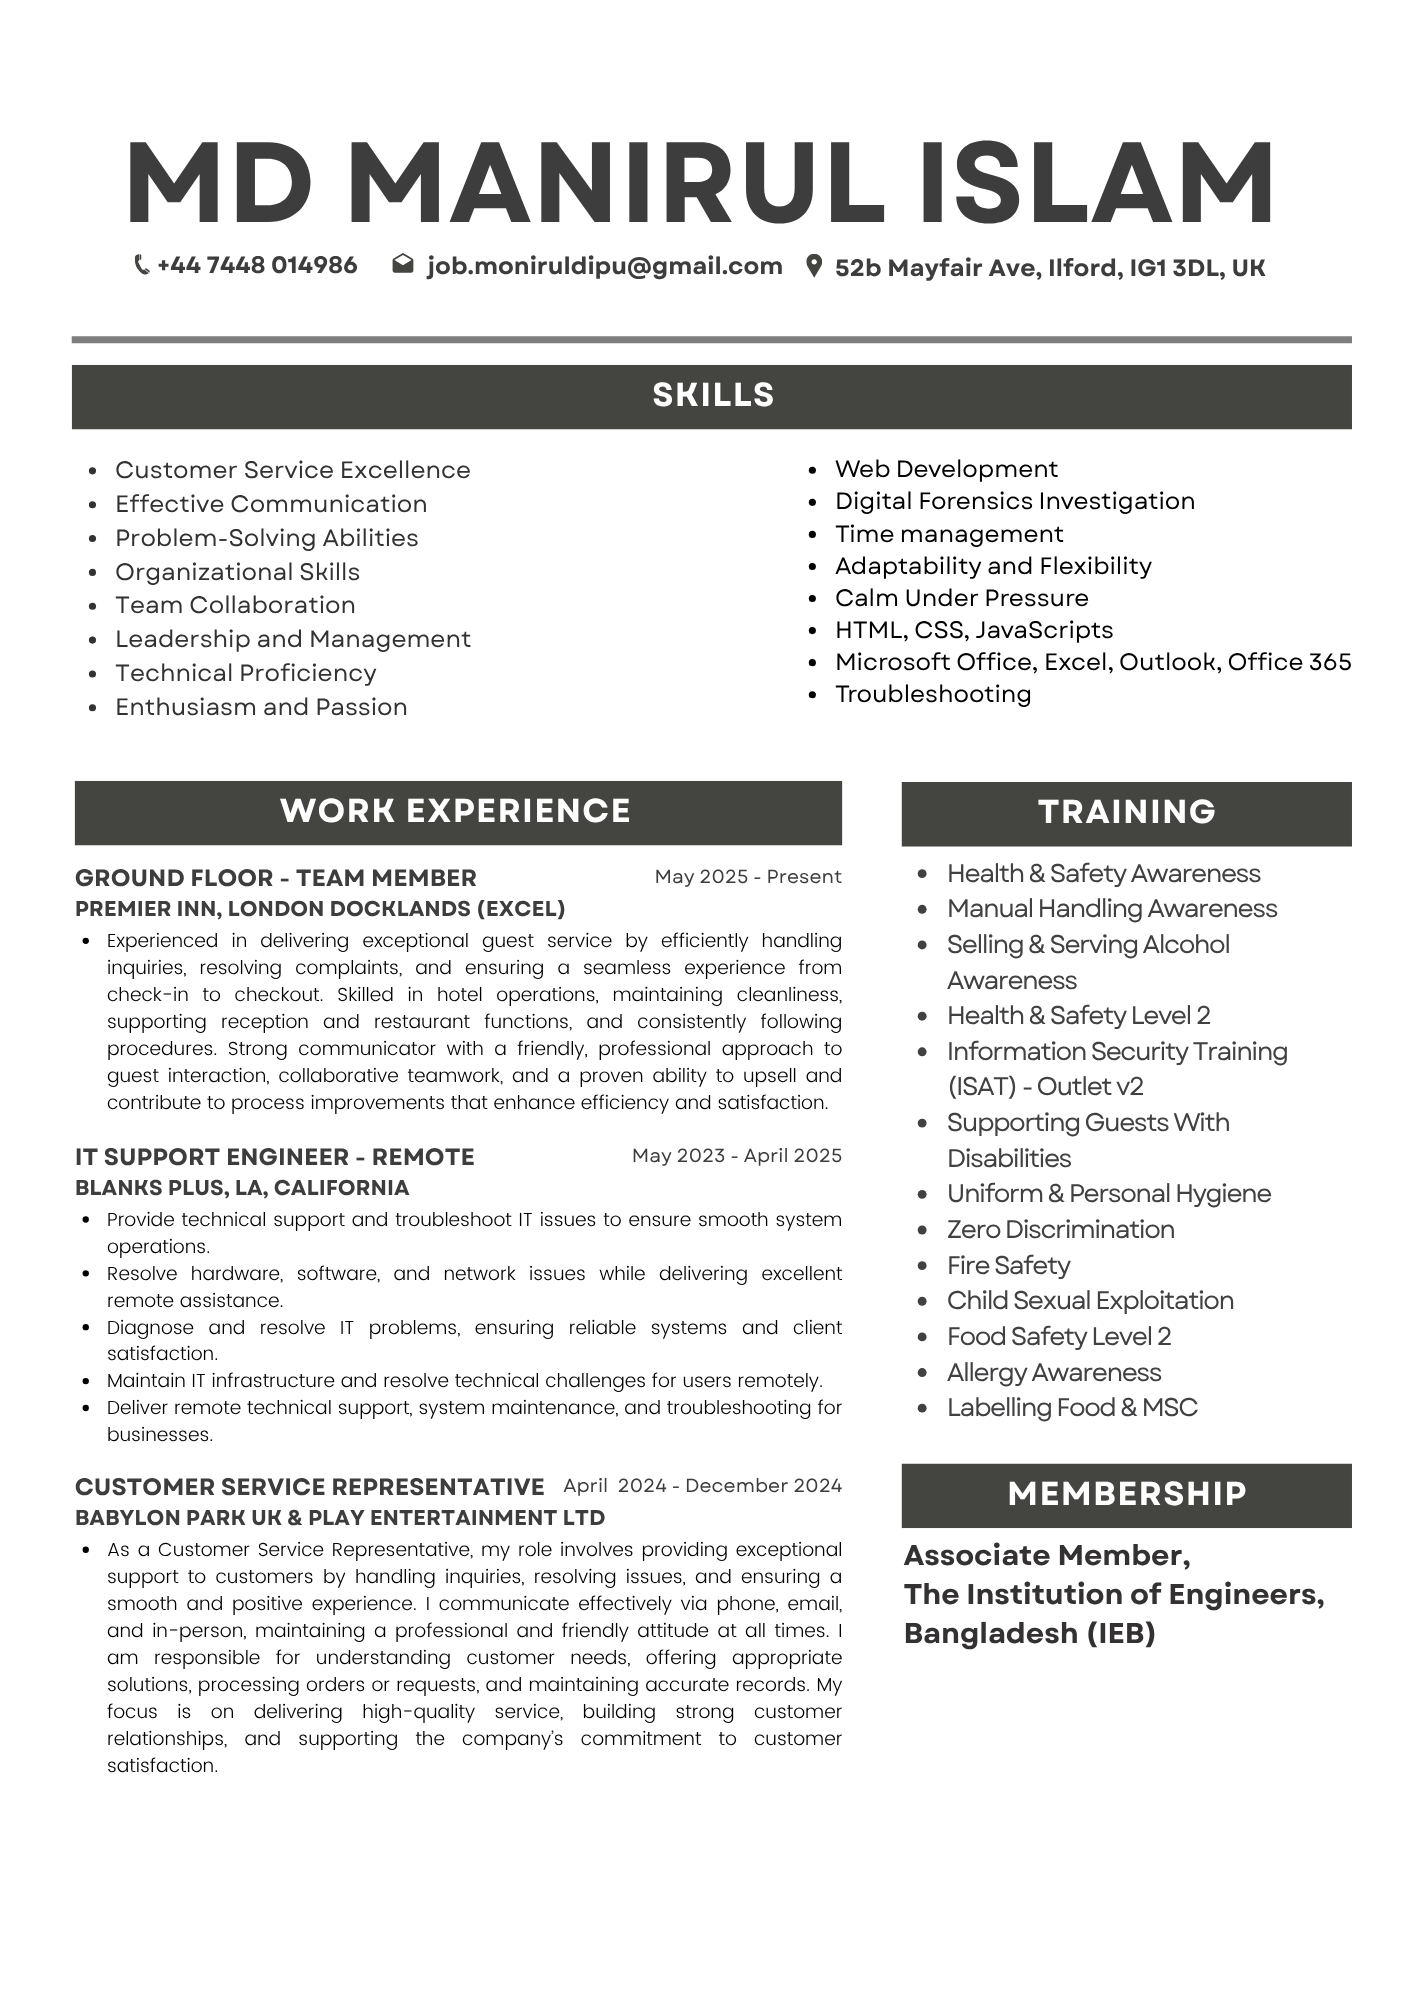 MD MANIRUL ISLAM
+44 7448 014986 job.moniruldipu@gmail.com 52b Mayfair Ave, Ilford, IG1 3DL, UK
SKILLS
• Customer Service Excellence
• Effective Communication
• Problem-Solving Abilities
• Organizational Skills
• Team Collaboration
• Leadership and Management
• Technical Proficiency
• Enthusiasm and Passion
• Web Development
• Digital Forensics Investigation
• Time management
• Adaptability and Flexibility
• Calm Under Pressure
• HTML, CSS, JavaScripts
• Microsoft Office, Excel, Outlook, Office 365
• Troubleshooting
WORK EXPERIENCE
GROUND FLOOR - TEAM MEMBER May 2025 - Present
PREMIER INN, LONDON DOCKLANDS (EXCEL)
• Experienced in delivering exceptional guest service by efficiently handling
inquiries, resolving complaints, and ensuring a seamless experience from
check-in to checkout. Skilled in hotel operations, maintaining cleanliness,
supporting reception and restaurant functions, and consistently following
procedures. Strong communicator with a friendly, professional approach to
guest interaction, collaborative teamwork, and a proven ability to upsell and
contribute to process improvements that enhance efficiency and satisfaction.
IT SUPPORT ENGINEER - REMOTE May 2023 - April 2025
BLANKS PLUS, LA, CALIFORNIA
• Provide technical support and troubleshoot IT issues to ensure smooth system
operations.
• Resolve hardware, software, and network issues while delivering excellent
remote assistance.
• Diagnose and resolve IT problems, ensuring reliable systems and client
satisfaction.
• Maintain IT infrastructure and resolve technical challenges for users remotely.
• Deliver remote technical support, system maintenance, and troubleshooting for
businesses.
CUSTOMER SERVICE REPRESENTATIVE April 2024 - December 2024
BABYLON PARK UK & PLAY ENTERTAINMENT LTD
• As a Customer Service Representative, my role involves providing exceptional
support to customers by handling inquiries, resolving issues, and ensuring a
smooth and positive experience. I communicate effectively via phone, email,
and in-person, maintaining a professional and friendly attitude at all times. I
am responsible for understanding customer needs, offering appropriate
solutions, processing orders or requests, and maintaining accurate records. My
focus is on delivering high-quality service, building strong customer
relationships, and supporting the company's commitment to customer
satisfaction.
TRAINING
• Health & Safety Awareness
• Manual Handling Awareness
• Selling & Serving Alcohol
Awareness
• Health & Safety Level 2
• Information Security Training
(ISAT) - Outlet v2
• Supporting Guests With
Disabilities
• Uniform & Personal Hygiene
• Zero Discrimination
• Fire Safety
• Child Sexual Exploitation
• Food Safety Level 2
• Allergy Awareness
• Labelling Food & MSC
MEMBERSHIP
Associate Member,
The Institution of Engineers,
Bangladesh (IEB)